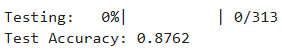 Testing:   0%|          | 0/313
Test Accuracy: 0.8762